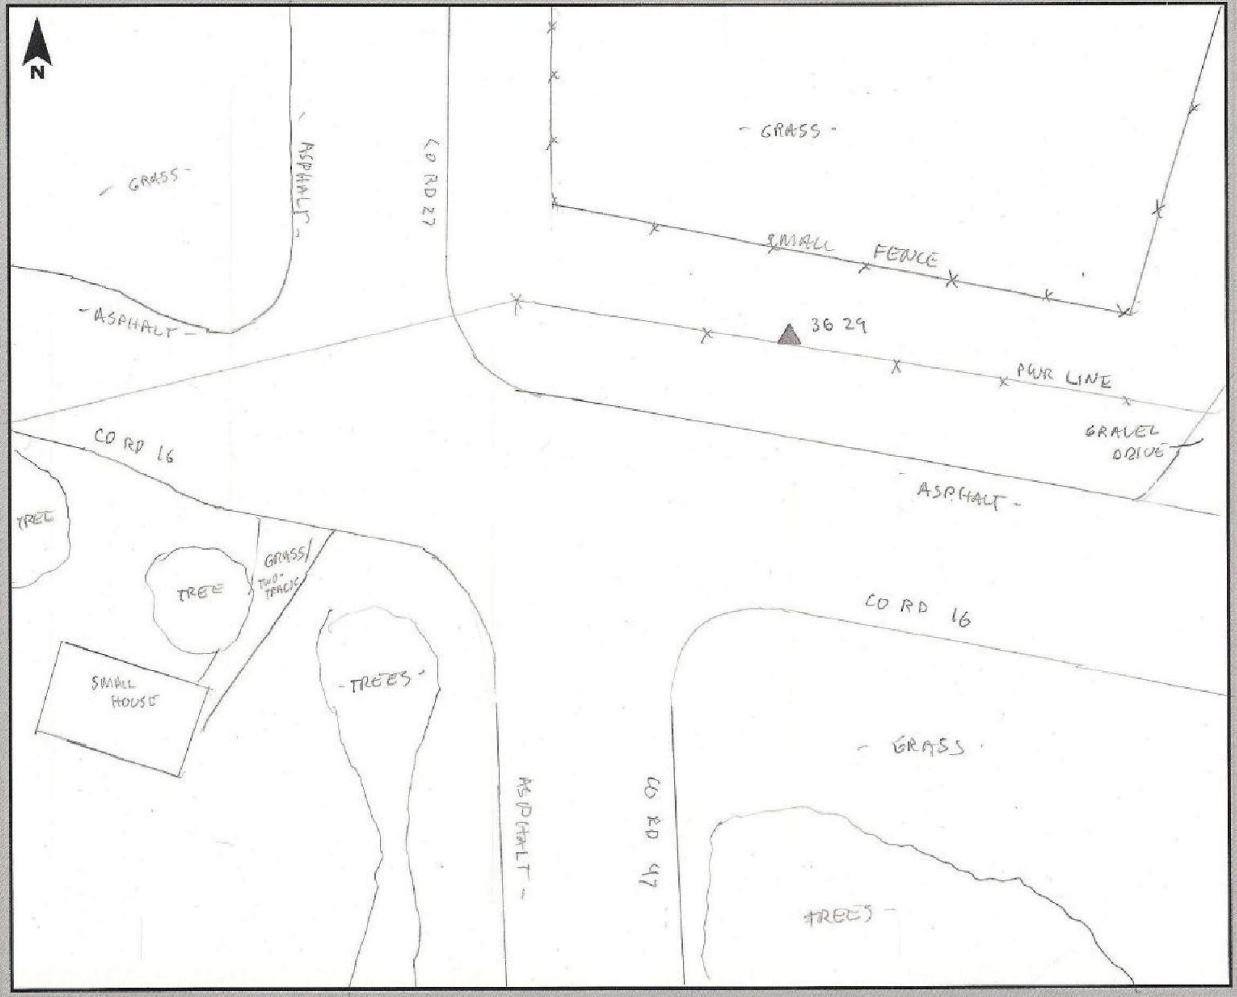 N
- GRASS -
- GRASS -
ASPHALT -
CO RD 27
SMALL FENCE
- ASPHALT -
36 29
PWR LINE
GRAVEL
DRIVE
CO RD 16
- ASPHALT -
TREE
TREE
GRASS/
TWO-
TRACK
CO RD 16
SMALL
HOUSE
- TREES -
- GRASS -
ASPHALT -
CO RD 47
TREES -